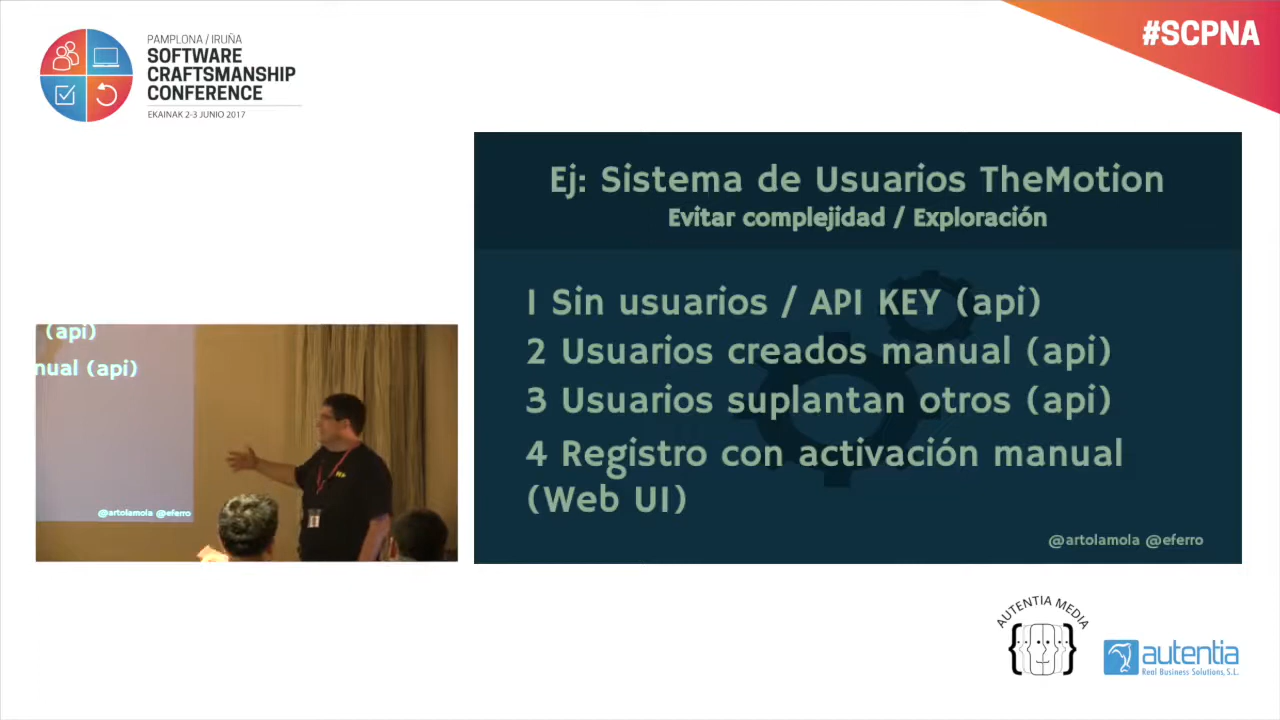 PAMPLONA / IRUÑA
SOFTWARE
CRAFTSMANSHIP
CONFERENCE
EKAINAK 2-3 JUNIO 2017
#SCPNA
Ej: Sistema de Usuarios TheMotion
Evitar complejidad / Exploración
1 Sin usuarios / API KEY (api)
2 Usuarios creados manual (api)
3 Usuarios suplantan otros (api)
4 Registro con activación manual
(Web UI)
@artolamola @eferro
(api)
nual (api)
@artolamola @eferro
AUTENTIA MEDIA
autentia
Real Business Solutions, S.L.